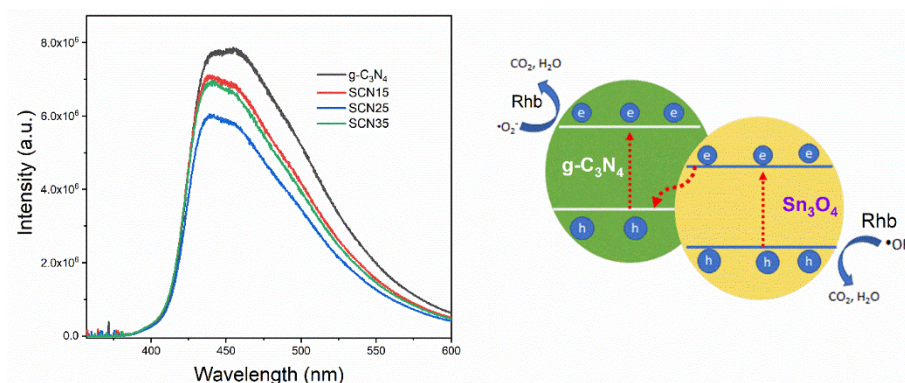 8.0x10⁶
6.0x10⁶
4.0x10⁶
2.0x10⁶
0.0
Intensity (a.u.)
g-C₃N₄
SCN15
SCN25
SCN35
400
450
500
550
600
Wavelength (nm)
CO₂, H₂O
Rhb
•O₂⁻
e
e
e
g-C₃N₄
h
h
e
e
e
Sn₃O₄
h
h
h
Rhb
•OH
CO₂, H₂O